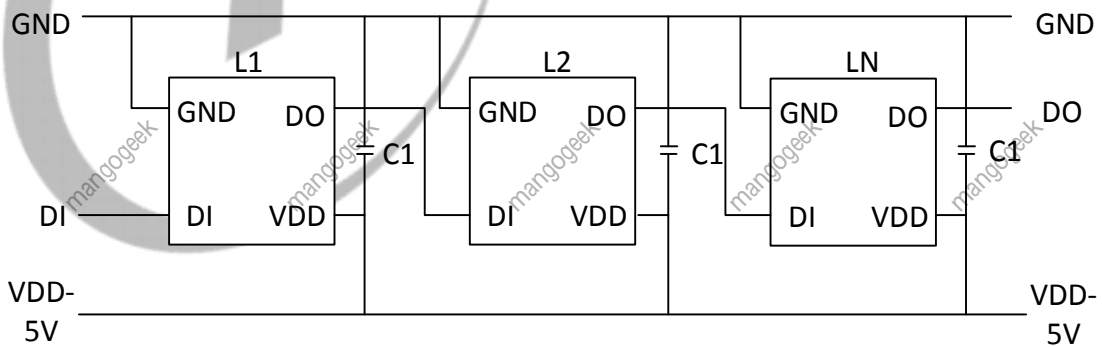 GND GND
L1 L2 LN
GND DO GND DO GND DO DO
C1 C1 C1
mangogeek mangogeek mangogeek mangogeek mangogeek mangogeek
DI DI VDD DI VDD DI VDD
VDD- VDD-
5V 5V